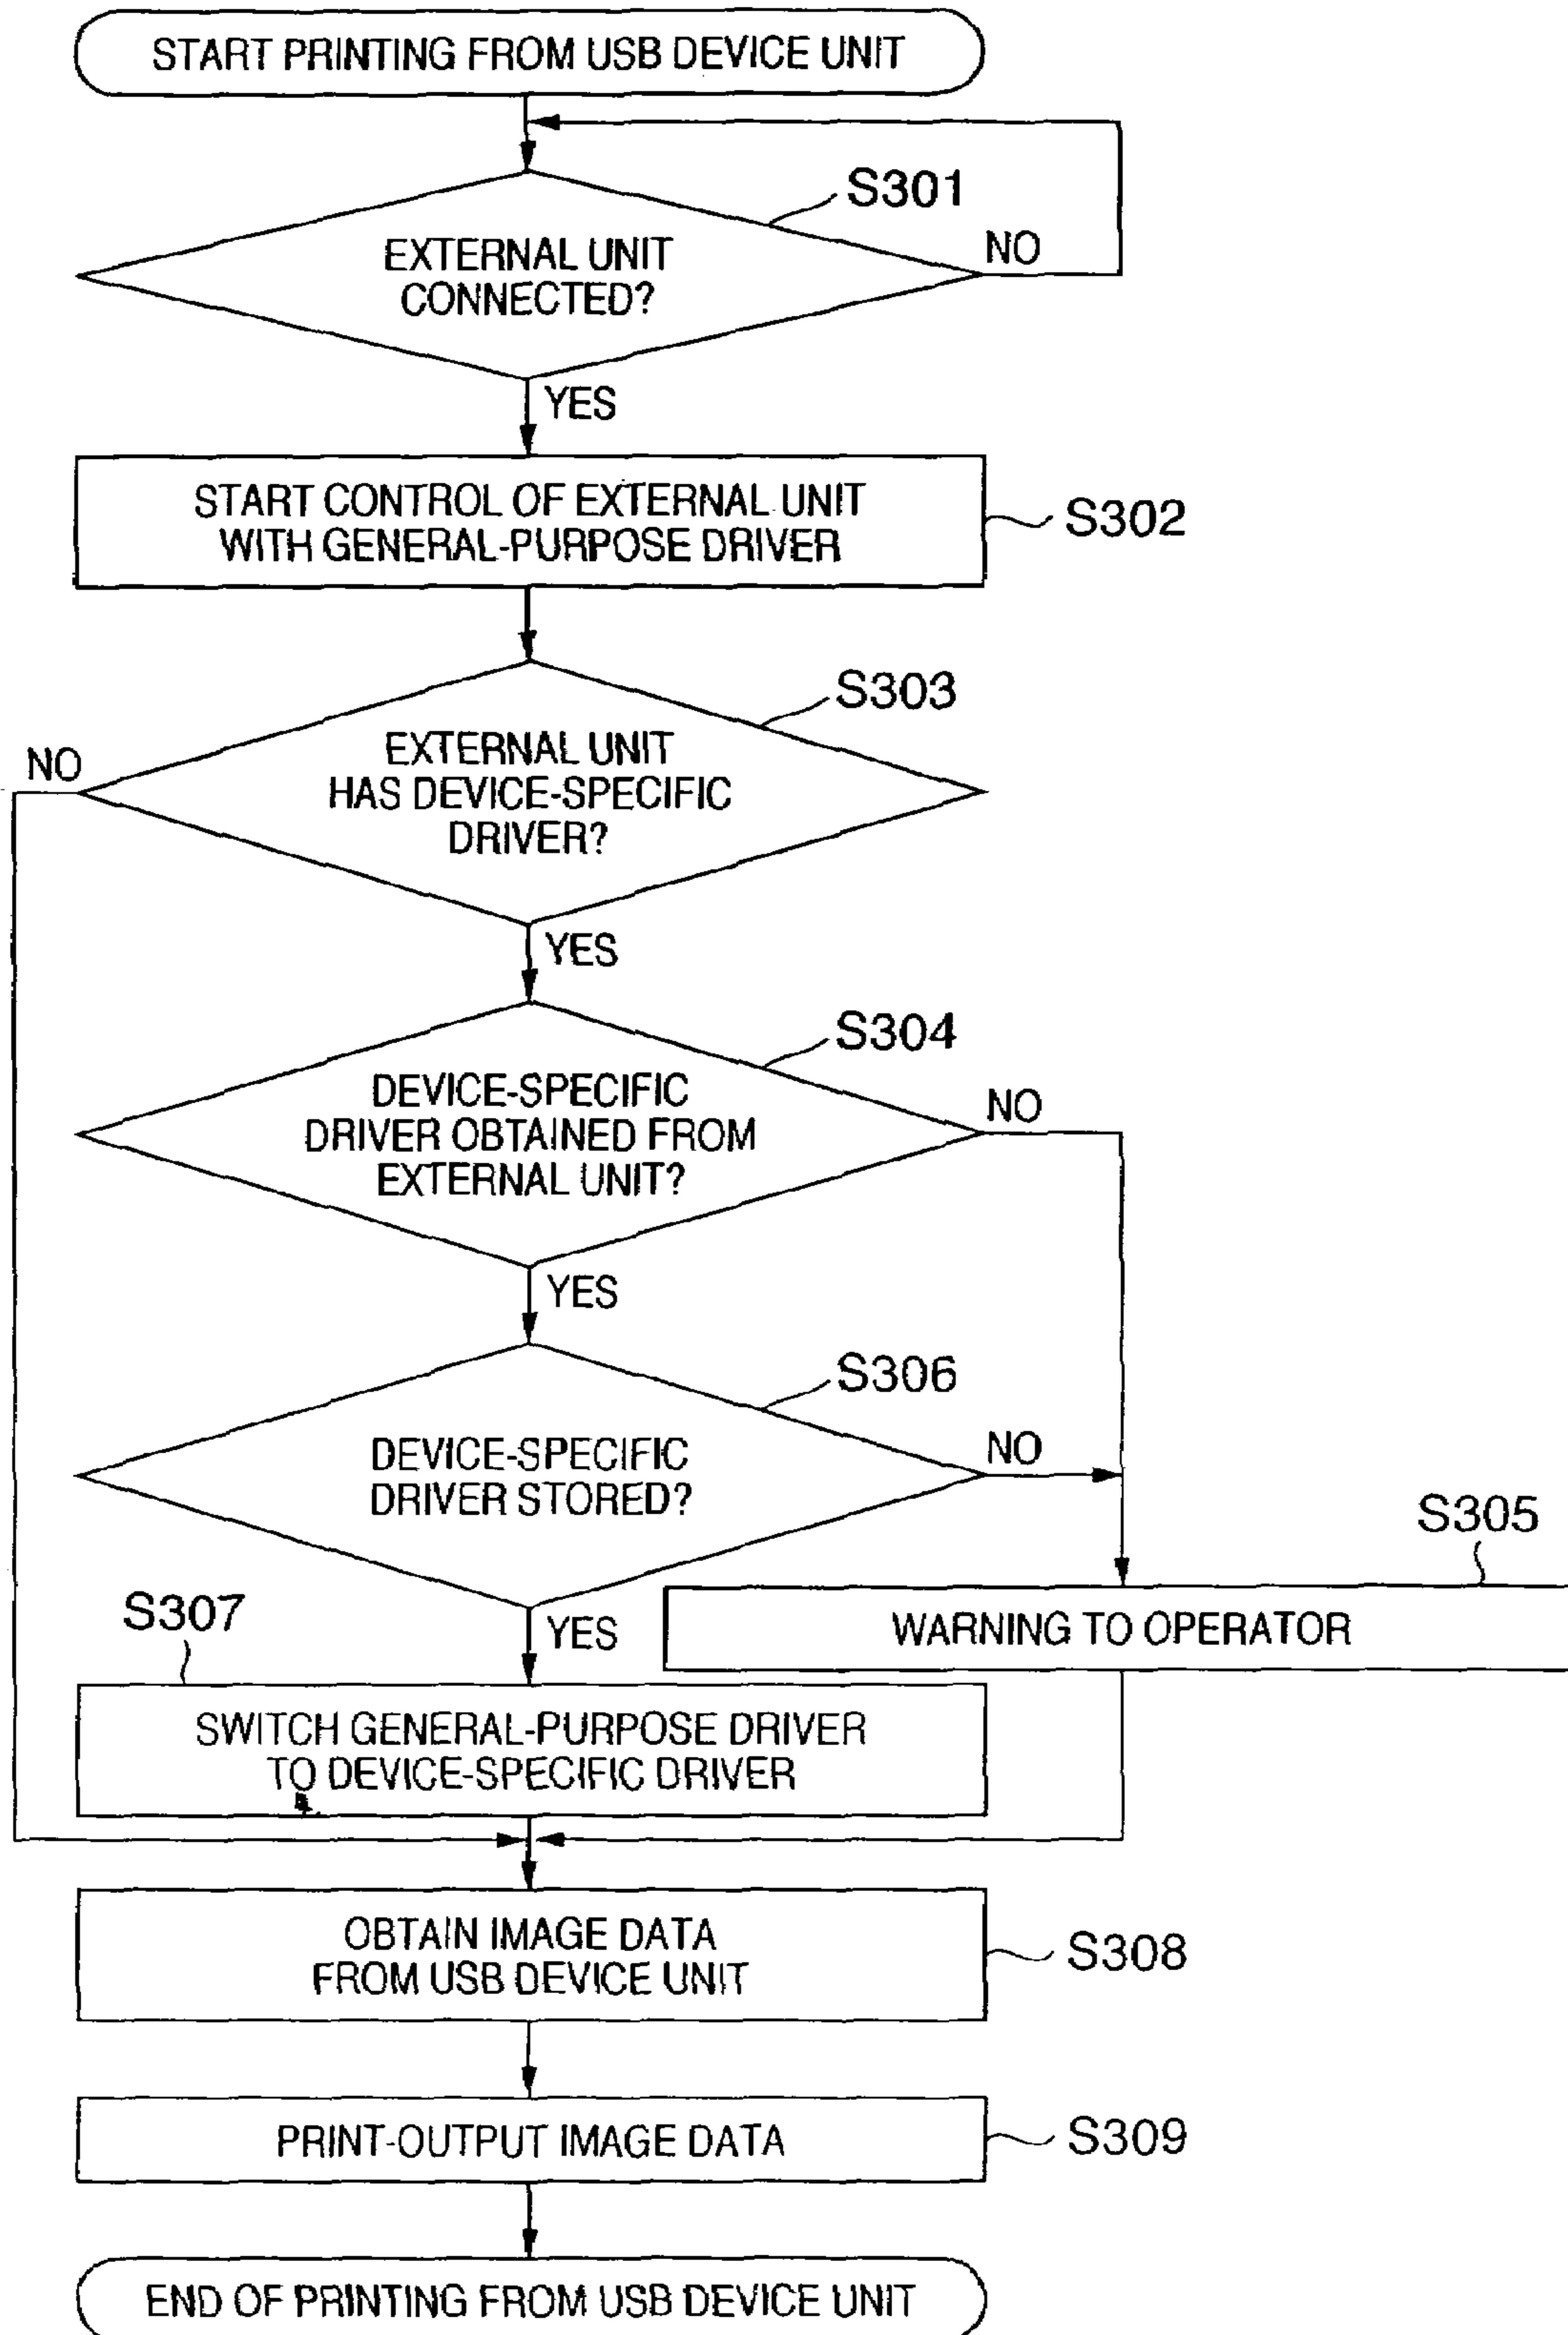 START PRINTING FROM USB DEVICE UNIT
S301
EXTERNAL UNIT
CONNECTED?
NO
YES
START CONTROL OF EXTERNAL UNIT
WITH GENERAL-PURPOSE DRIVER
S302
S303
EXTERNAL UNIT
HAS DEVICE-SPECIFIC
DRIVER?
NO
YES
S304
DEVICE-SPECIFIC
DRIVER OBTAINED FROM
EXTERNAL UNIT?
NO
YES
S306
DEVICE-SPECIFIC
DRIVER STORED?
NO
YES
S305
WARNING TO OPERATOR
S307
SWITCH GENERAL-PURPOSE DRIVER
TO DEVICE-SPECIFIC DRIVER
OBTAIN IMAGE DATA
FROM USB DEVICE UNIT
S308
PRINT-OUTPUT IMAGE DATA
S309
END OF PRINTING FROM USB DEVICE UNIT